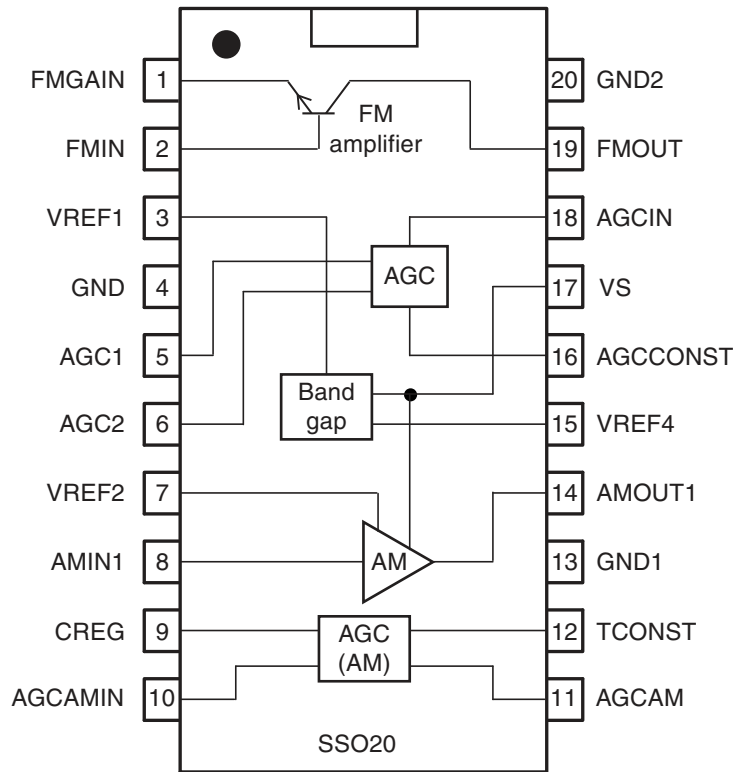 FMGAIN 1
20 GND2
FM
amplifier
FMIN 2
19 FMOUT
VREF1 3
18 AGCIN
AGC
GND 4
17 VS
AGC1 5
16 AGCCONST
Band
gap
AGC2 6
15 VREF4
VREF2 7
14 AMOUT1
AMIN1 8
AM
13 GND1
CREG 9
AGC
(AM)
12 TCONST
AGCAMIN 10
11 AGCAM
SSO20